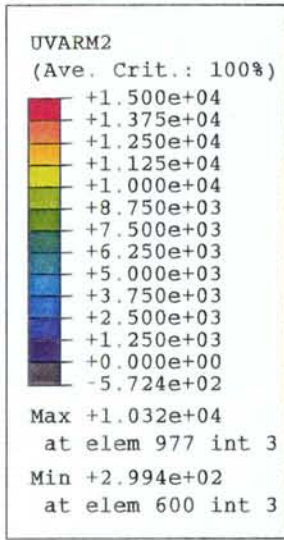 UVARM2
(Ave. Crit.: 100%)
+1.500e+04
+1.375e+04
+1.250e+04
+1.125e+04
+1.000e+04
+8.750e+03
+7.500e+03
+6.250e+03
+5.000e+03
+3.750e+03
+2.500e+03
+1.250e+03
+0.000e+00
-5.724e+02
Max +1.032e+04
at elem 977 int 3
Min +2.994e+02
at elem 600 int 3